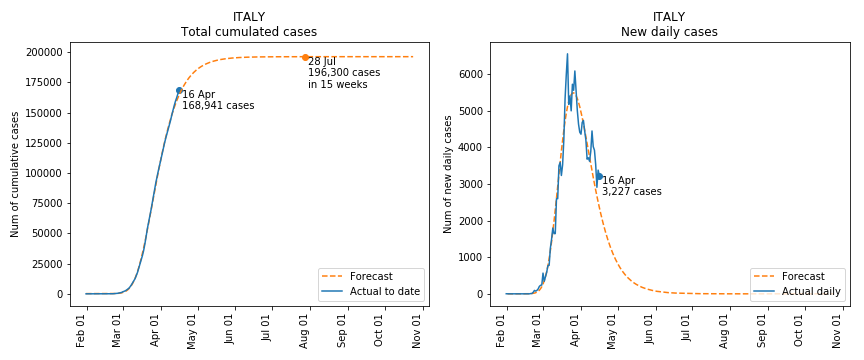 ITALY
Total cumulated cases
Num of cumulative cases
200000
175000
150000
125000
100000
75000
50000
25000
0
28 Jul
196,300 cases
in 15 weeks
16 Apr
168,941 cases
Forecast
Actual to date
Feb 01
Mar 01
Apr 01
May 01
Jun 01
Jul 01
Aug 01
Sep 01
Oct 01
Nov 01
ITALY
New daily cases
Num of new daily cases
6000
5000
4000
3000
2000
1000
0
16 Apr
3,227 cases
Forecast
Actual daily
Feb 01
Mar 01
Apr 01
May 01
Jun 01
Jul 01
Aug 01
Sep 01
Oct 01
Nov 01